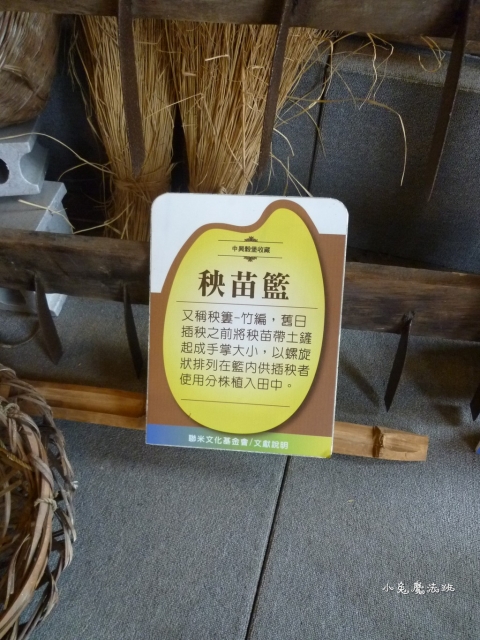 中興穀堡收藏
秧苗籃
又稱秧簍-竹編，舊日
插秧之前將秧苗帶土鏟
起成手掌大小，以螺旋
狀排列在籃內供插秧者
使用分株植入田中。
聯米文化基金會/文獻說明
小兔魔法班